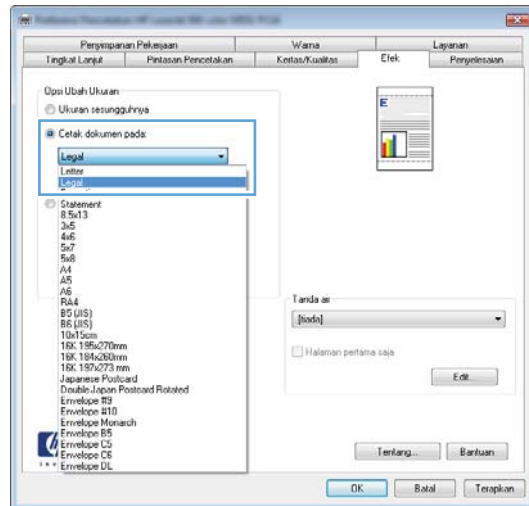 Penyimpanan Pekerjaan Warna Layanan
Tingkat Lanjut Pintasan Pencetakan Kertas/Kualitas Efek Penyelesaian
Opsi Ubah Ukuran
Ukuran sesungguhnya
Cetak dokumen pada:
Legal
Letter
Legal
Statement
8.5x13
3x5
4x6
5x7
5x8
A4
A5
A6
RA4
B5 (JIS)
B6 (JIS)
10x15cm
16K 195x270mm
16K 184x260mm
16K 197x273 mm
Japanese Postcard
Double Japan Postcard Rotated
Envelope #9
Envelope #10
Envelope Monarch
Envelope B5
Envelope C5
Envelope C6
Envelope DL
E
Tanda air
[tiada]
Halaman pertama saja
Edit...
Tentang... Bantuan
OK Batal Terapkan